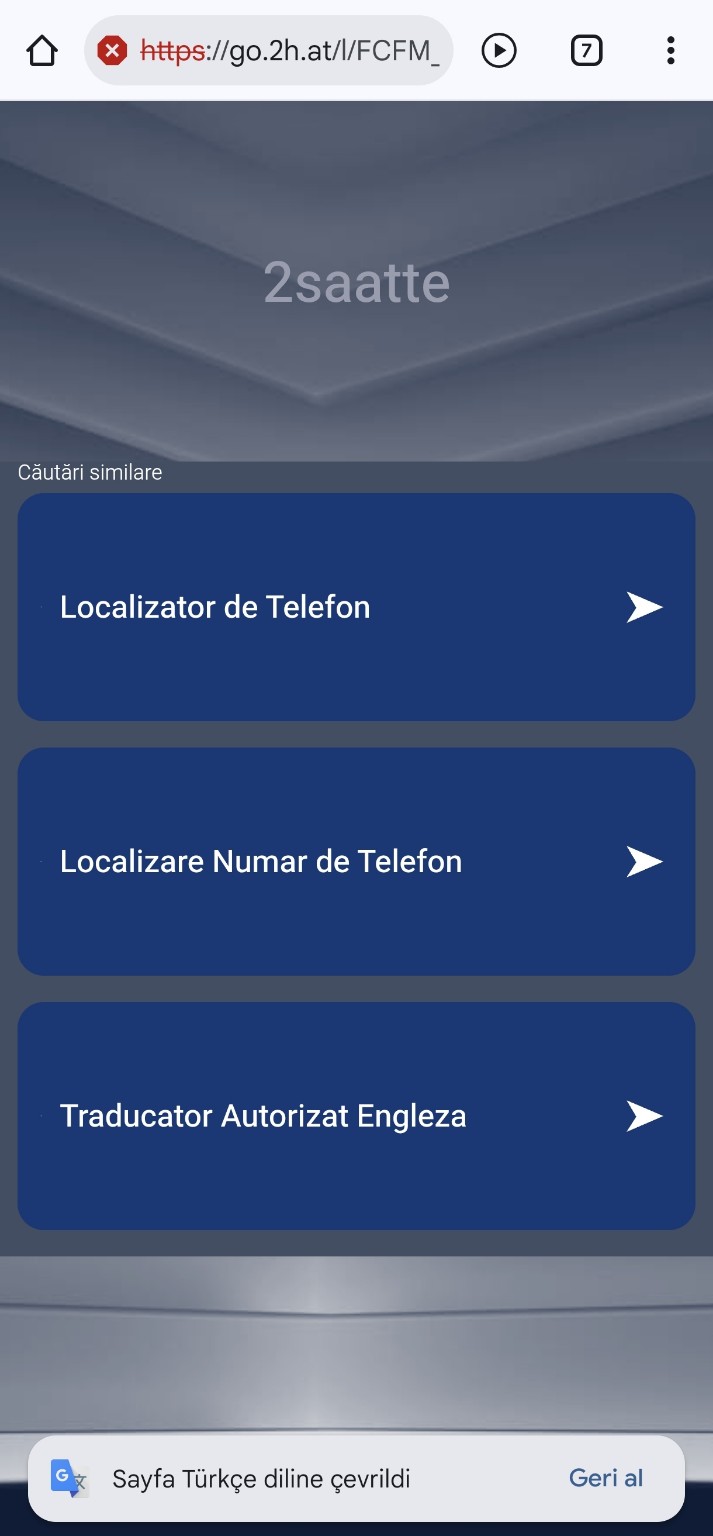 https://go.2h.at/l/FCFM_
7
2saatte
Căutări similare
Localizator de Telefon
Localizare Numar de Telefon
Traducator Autorizat Engleza
Sayfa Türkçe diline çevrildi
Geri al